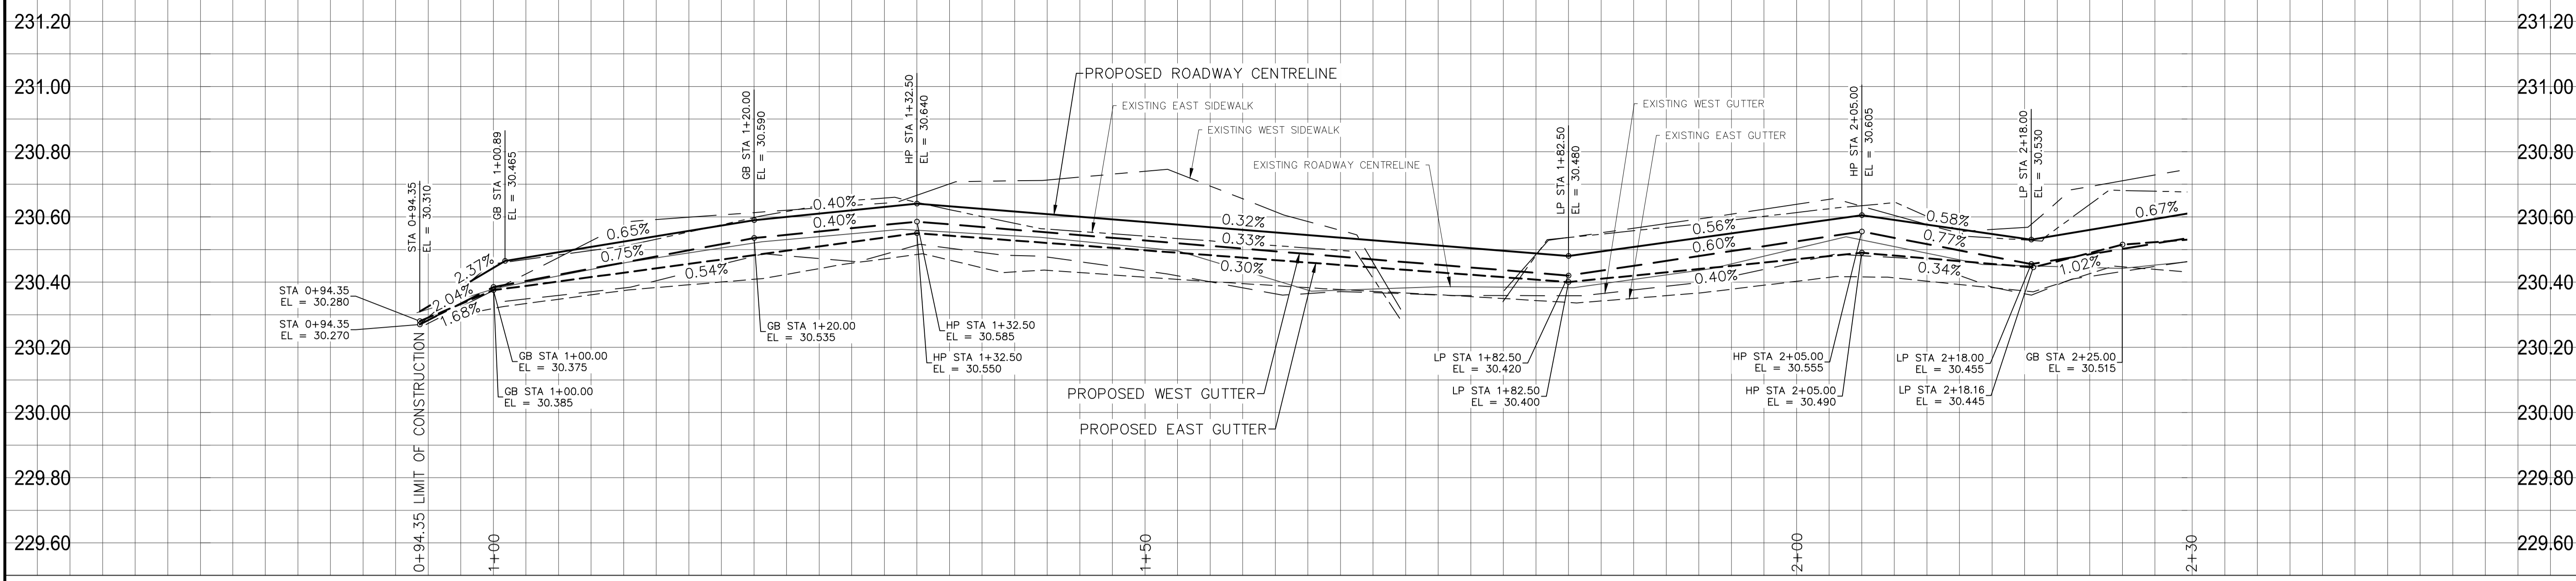 231.20
231.20
231.00
231.00
230.80
230.80
230.60
230.60
230.40
230.40
230.20
230.20
230.00
230.00
229.80
229.80
229.60
229.60
STA 0+94.35
EL = 30.310
GB STA 1+00.89
EL = 30.465
GB STA 1+20.00
EL = 30.590
HP STA 1+32.50
EL = 30.640
PROPOSED ROADWAY CENTRELINE
EXISTING EAST SIDEWALK
EXISTING WEST SIDEWALK
EXISTING ROADWAY CENTRELINE
LP STA 1+82.50
EL = 30.480
EXISTING WEST GUTTER
EXISTING EAST GUTTER
HP STA 2+05.00
EL = 30.605
LP STA 2+18.00
EL = 30.530
2.37%
2.04%
1.68%
0.65%
0.75%
0.54%
0.40%
0.40%
0.32%
0.33%
0.30%
0.56%
0.60%
0.40%
0.58%
0.77%
0.34%
1.02%
0.67%
STA 0+94.35
EL = 30.280
STA 0+94.35
EL = 30.270
GB STA 1+00.00
EL = 30.375
GB STA 1+00.00
EL = 30.385
GB STA 1+20.00
EL = 30.535
HP STA 1+32.50
EL = 30.585
HP STA 1+32.50
EL = 30.550
PROPOSED WEST GUTTER
PROPOSED EAST GUTTER
LP STA 1+82.50
EL = 30.420
LP STA 1+82.50
EL = 30.400
HP STA 2+05.00
EL = 30.555
HP STA 2+05.00
EL = 30.490
LP STA 2+18.00
EL = 30.455
LP STA 2+18.16
EL = 30.445
GB STA 2+25.00
EL = 30.515
0+94.35 LIMIT OF CONSTRUCTION
1+00
1+50
2+00
2+30